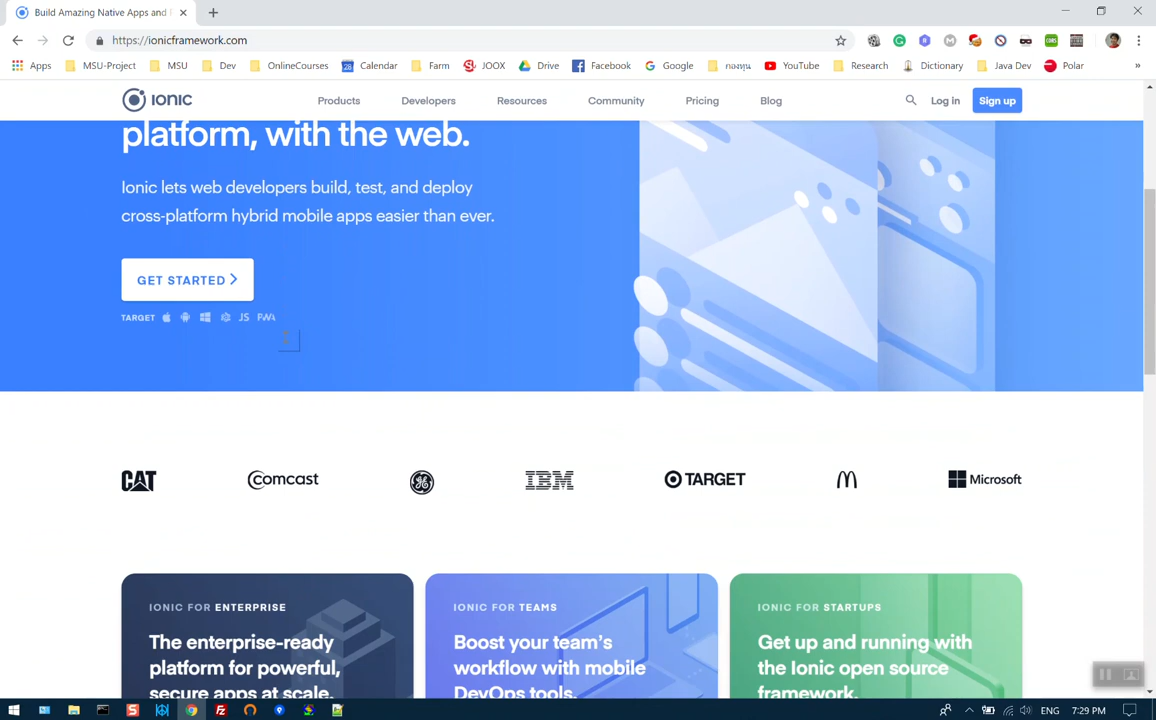 Build Amazing Native Apps and
https://ionicframework.com
Apps MSU-Project MSU Dev OnlineCourses Calendar Farm JOOX Drive Facebook Google กองทุน YouTube Research Dictionary Java Dev Polar »
IONIC Products Developers Resources Community Pricing Blog Log in Sign up
platform, with the web.
Ionic lets web developers build, test, and deploy
cross-platform hybrid mobile apps easier than ever.
GET STARTED
TARGET JS PWA
CAT Comcast GE IBM TARGET Microsoft
IONIC FOR ENTERPRISE
The enterprise-ready
platform for powerful,
secure apps at scale.
IONIC FOR TEAMS
Boost your team's
workflow with mobile
DevOps tools.
IONIC FOR STARTUPS
Get up and running with
the Ionic open source
framework.
ENG 7:29 PM